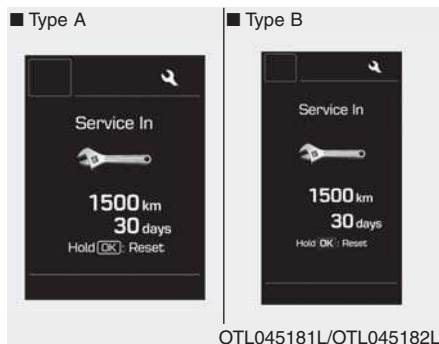 ■ Type A
Service In
1500 km
30 days
Hold OK : Reset
■ Type B
Service In
1500 km
30 days
Hold OK : Reset
OTL045181L/OTL045182L